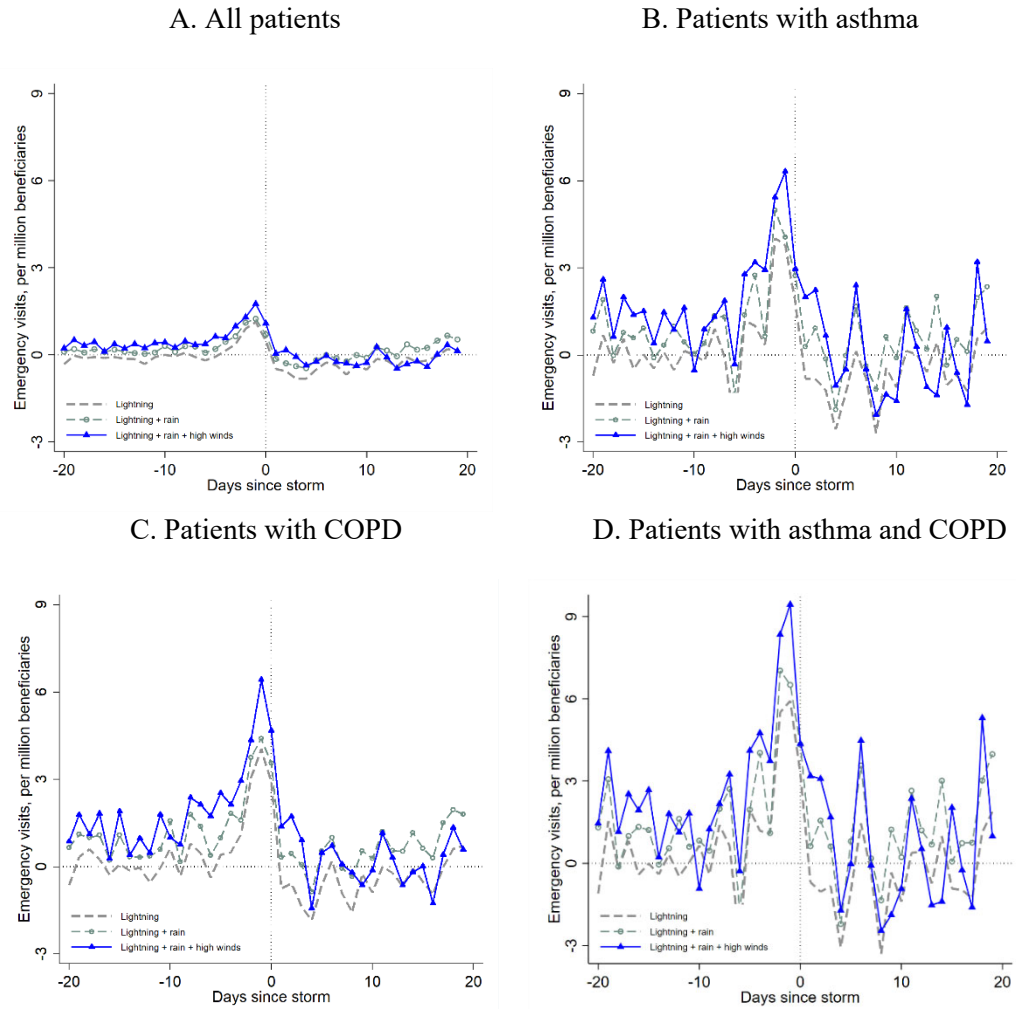 A. All patients
B. Patients with asthma
Emergency visits, per million beneficiaries
9
6
3
0
-3
Lightning
Lightning + rain
Lightning + rain + high winds
-20
-10
0
10
20
Days since storm
Emergency visits, per million beneficiaries
9
6
3
0
-3
Lightning
Lightning + rain
Lightning + rain + high winds
-20
-10
0
10
20
Days since storm
C. Patients with COPD
D. Patients with asthma and COPD
Emergency visits, per million beneficiaries
9
6
3
0
-3
Lightning
Lightning + rain
Lightning + rain + high winds
-20
-10
0
10
20
Days since storm
Emergency visits, per million beneficiaries
9
6
3
0
-3
Lightning
Lightning + rain
Lightning + rain + high winds
-20
-10
0
10
20
Days since storm